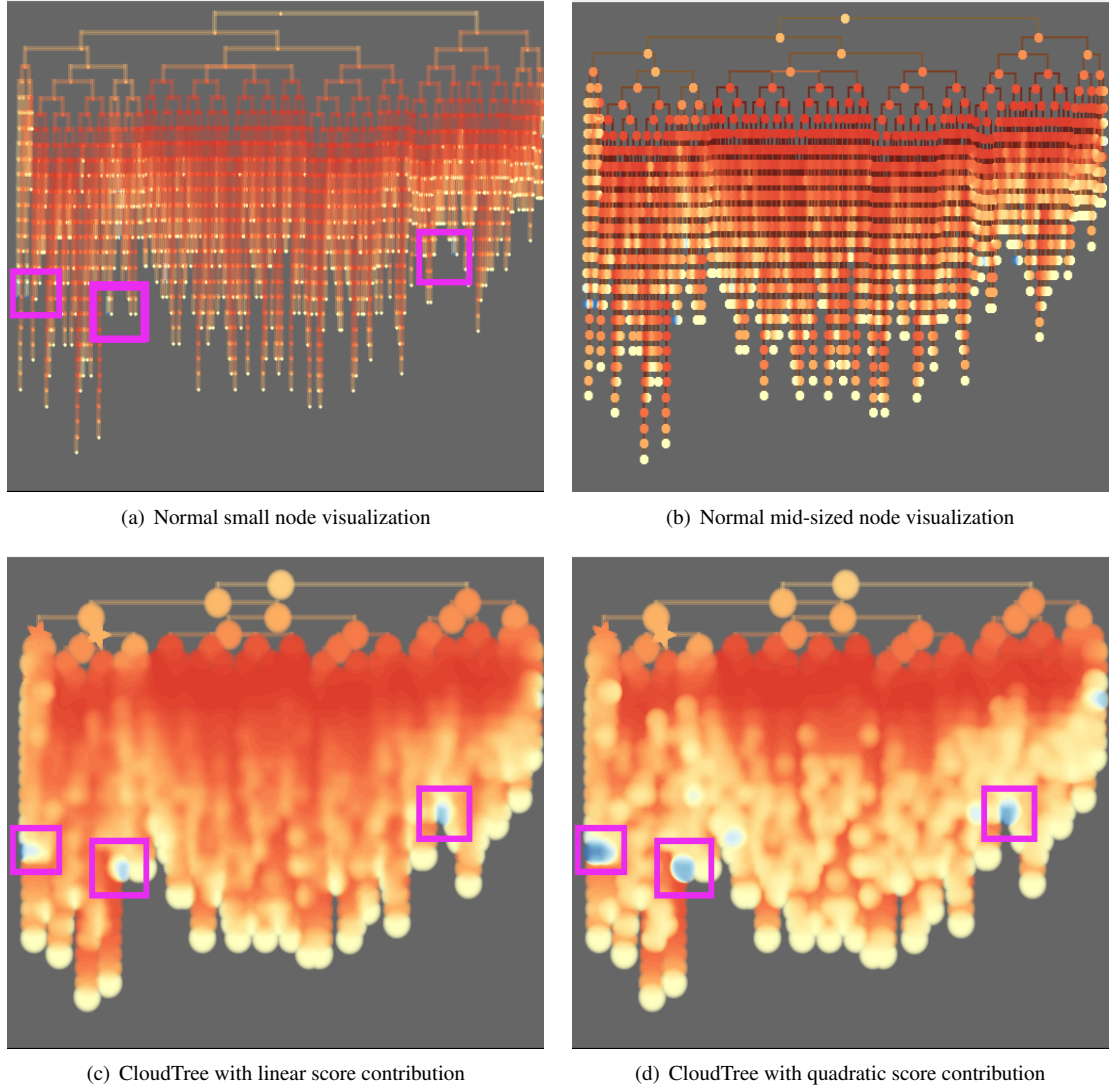 (a) Normal small node visualization
(b) Normal mid-sized node visualization
(c) CloudTree with linear score contribution
(d) CloudTree with quadratic score contribution